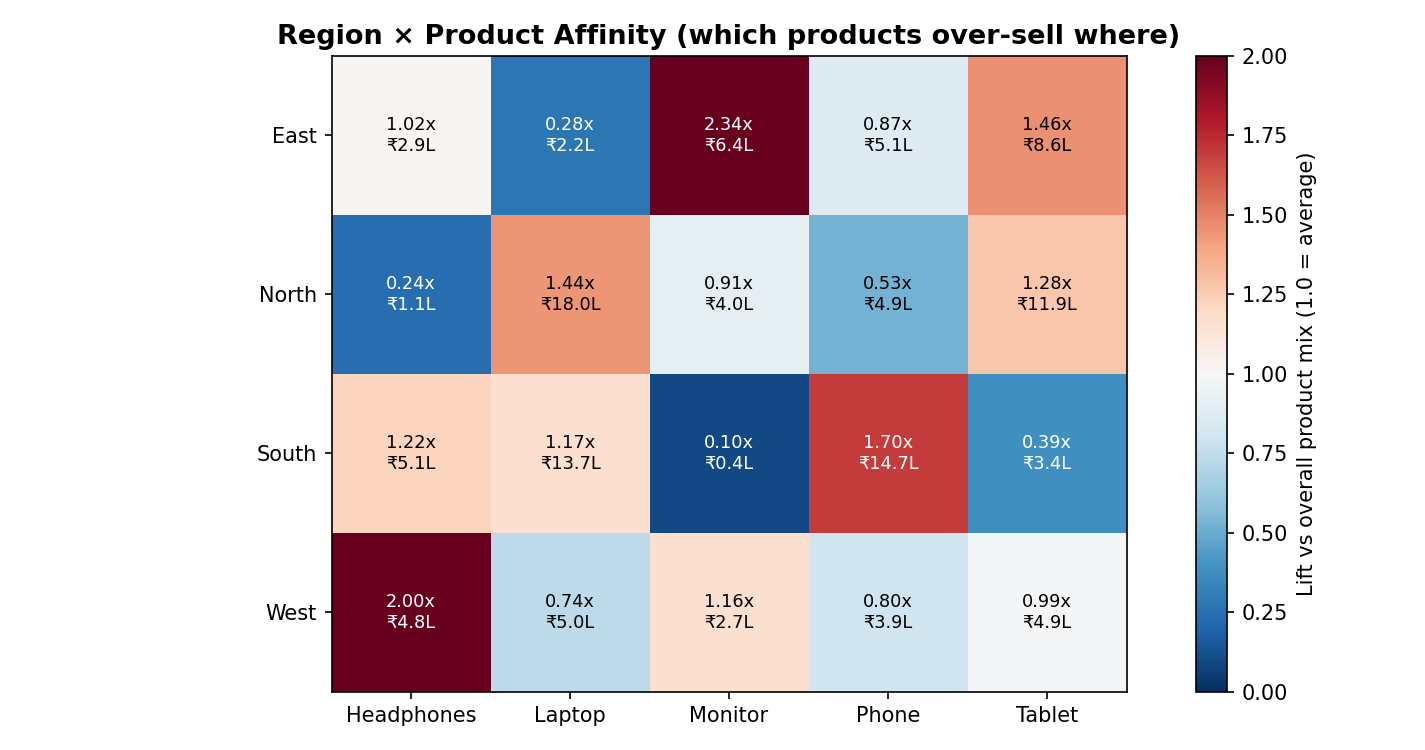 Region × Product Affinity (which products over-sell where)
East
1.02x
₹2.9L
0.28x
₹2.2L
2.34x
₹6.4L
0.87x
₹5.1L
1.46x
₹8.6L
North
0.24x
₹1.1L
1.44x
₹18.0L
0.91x
₹4.0L
0.53x
₹4.9L
1.28x
₹11.9L
South
1.22x
₹5.1L
1.17x
₹13.7L
0.10x
₹0.4L
1.70x
₹14.7L
0.39x
₹3.4L
West
2.00x
₹4.8L
0.74x
₹5.0L
1.16x
₹2.7L
0.80x
₹3.9L
0.99x
₹4.9L
Headphones
Laptop
Monitor
Phone
Tablet
2.00
1.75
1.50
1.25
1.00
0.75
0.50
0.25
0.00
Lift vs overall product mix (1.0 = average)